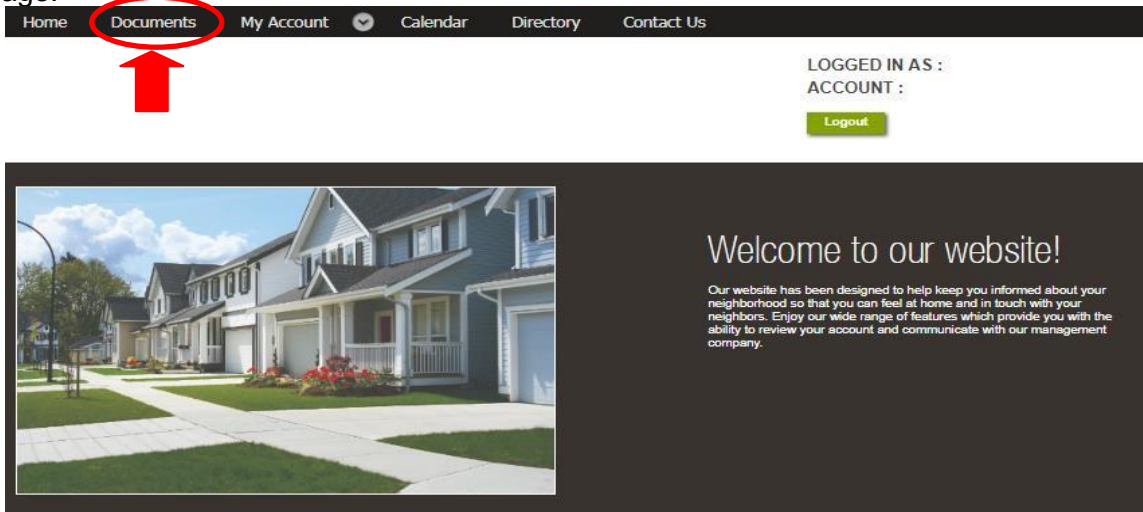 Home Documents My Account Calendar Directory Contact Us
LOGGED IN AS :
ACCOUNT :
Logout
Welcome to our website!
Our website has been designed to help keep you informed about your
neighborhood so that you can feel at home and in touch with your
neighbors. Enjoy our wide range of features which provide you with the
ability to review your account and communicate with our management
company.